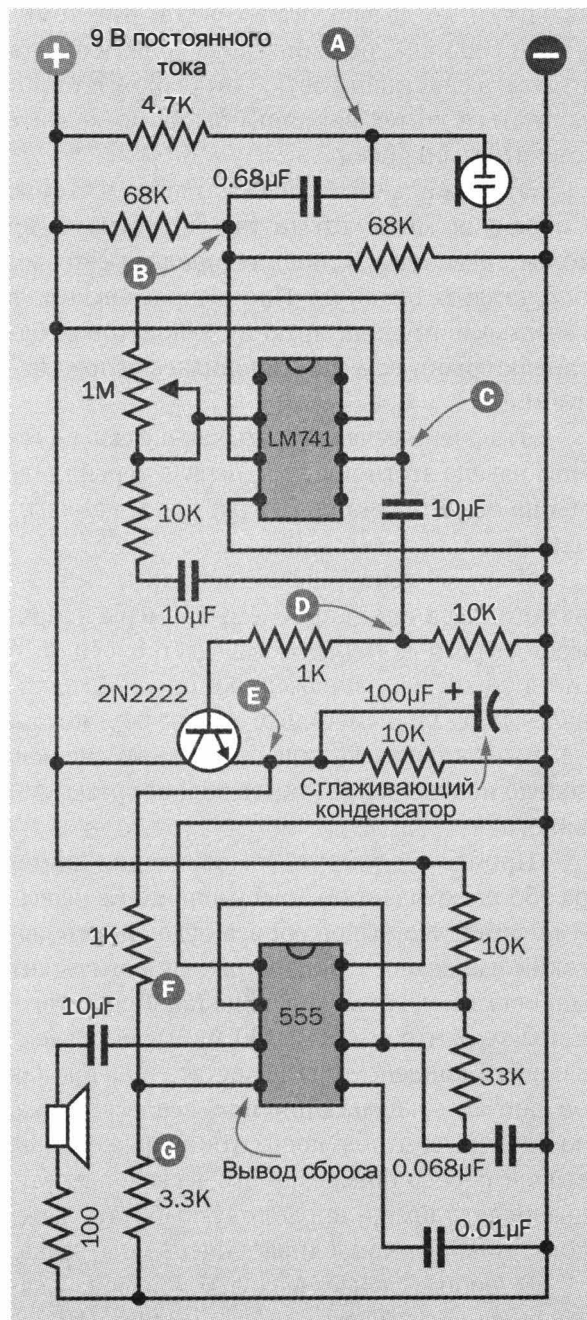 +
9 В постоянного
тока
A
−
4.7K
0.68µF
68K
68K
B
1M
LM741
C
10K
10µF
10µF
D
10K
1K
2N2222
E
100µF +
10K
Сглаживающий
конденсатор
1K
10K
F
10µF
555
33K
G
Вывод сброса
0.068µF
3.3K
100
0.01µF